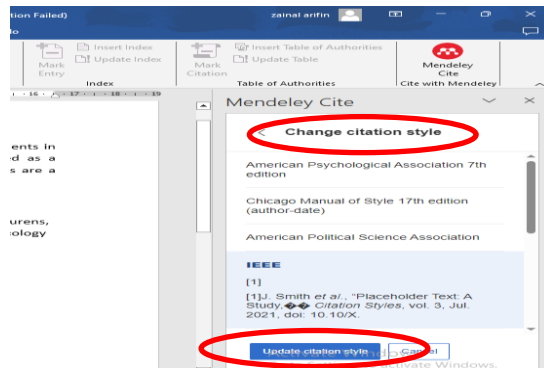 tion Failed)
zainal arifin
lo
Mark Entry
Insert Index
Update Index
Index
Mark Citation
Insert Table of Authorities
Update Table
Table of Authorities
Mendeley Cite
Cite with Mendeley
16 17 18 19
Mendeley Cite
Change citation style
ents in
ed as a
s are a
urens,
ology
American Psychological Association 7th
edition
Chicago Manual of Style 17th edition
(author-date)
American Political Science Association
IEEE
[1]
[1]J. Smith et al., "Placeholder Text: A
Study,�� Citation Styles, vol. 3, Jul.
2021, doi: 10.10/X.
Update citation style
Cancel